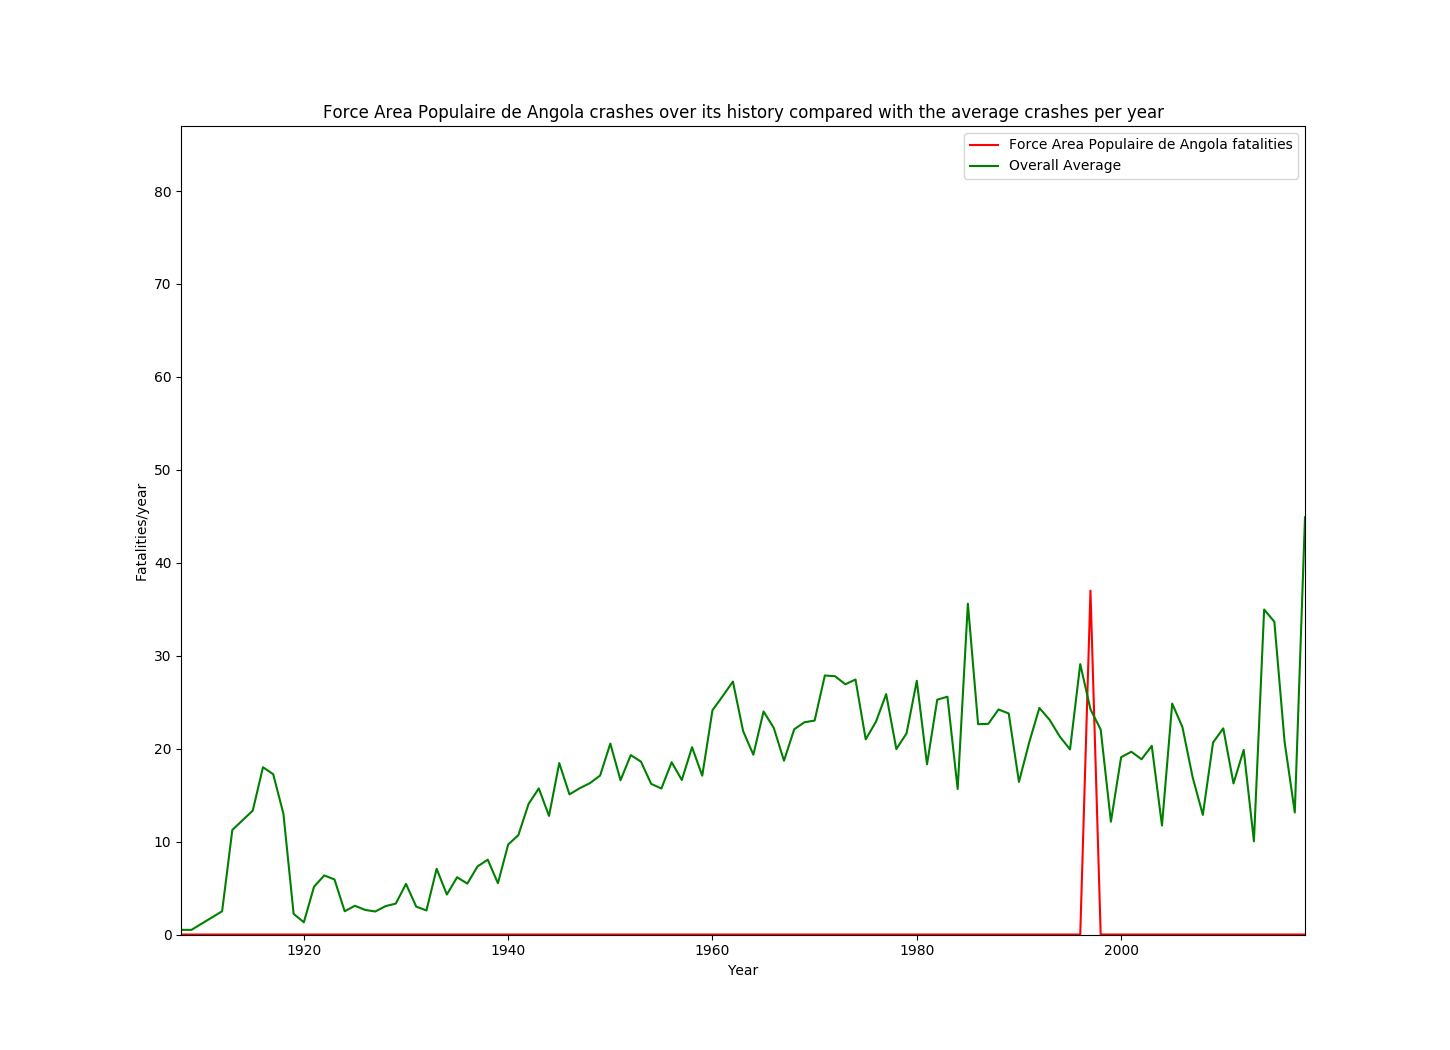 Force Area Populaire de Angola crashes over its history compared with the average crashes per year
Force Area Populaire de Angola fatalities
Overall Average
80
70
60
50
40
30
20
10
0
Fatalities/year
1920 1940 1960 1980 2000
Year